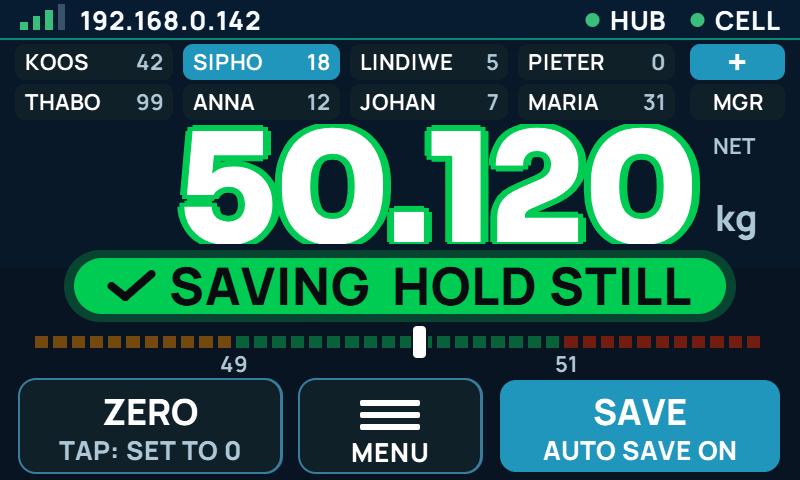 192.168.0.142 HUB CELL
KOOS 42 SIPHO 18 LINDIWE 5 PIETER 0 +
THABO 99 ANNA 12 JOHAN 7 MARIA 31 MGR
50.120 NET kg
SAVING HOLD STILL
49 51
ZERO
TAP: SET TO 0
MENU
SAVE
AUTO SAVE ON